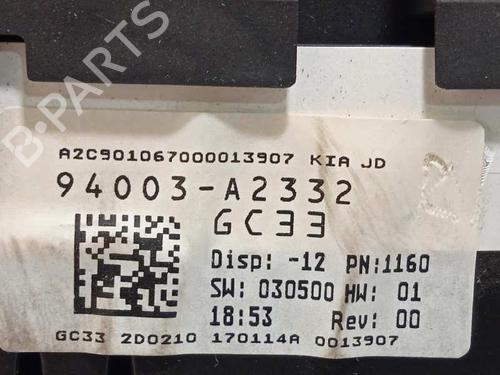 B-PARTS
A2C901067000013907 KIA JD
94003-A2332
GC33
Disp: -12 PN:1160
SW: 030500 HW: 01
18:53 Rev: 00
GC33 2D0210 170114A 0013907